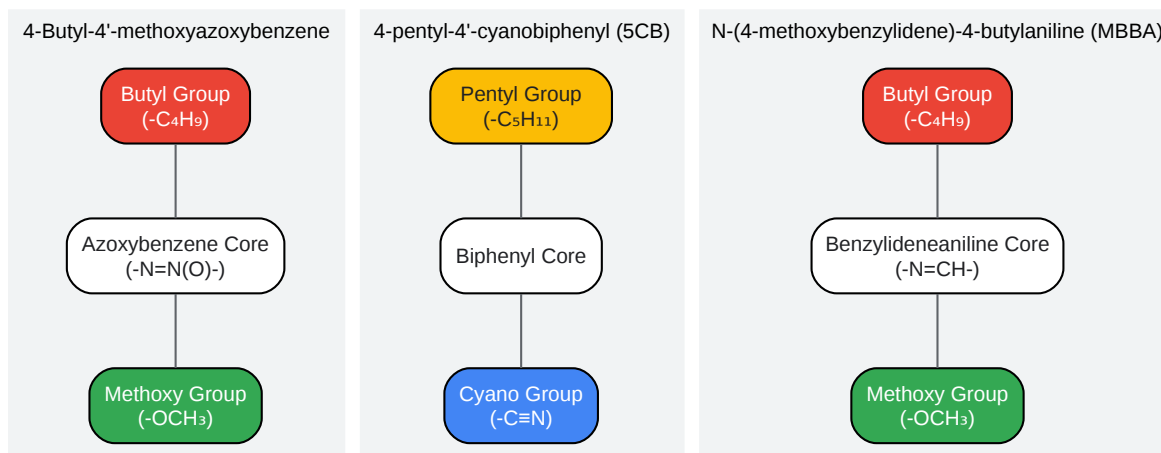 4-Butyl-4'-methoxyazoxybenzene
Butyl Group
(-C₄H₉)
Azoxybenzene Core
(-N=N(O)-)
Methoxy Group
(-OCH₃)
4-pentyl-4'-cyanobiphenyl (5CB)
Pentyl Group
(-C₅H₁₁)
Biphenyl Core
Cyano Group
(-C≡N)
N-(4-methoxybenzylidene)-4-butylaniline (MBBA)
Butyl Group
(-C₄H₉)
Benzylideneaniline Core
(-N=CH-)
Methoxy Group
(-OCH₃)